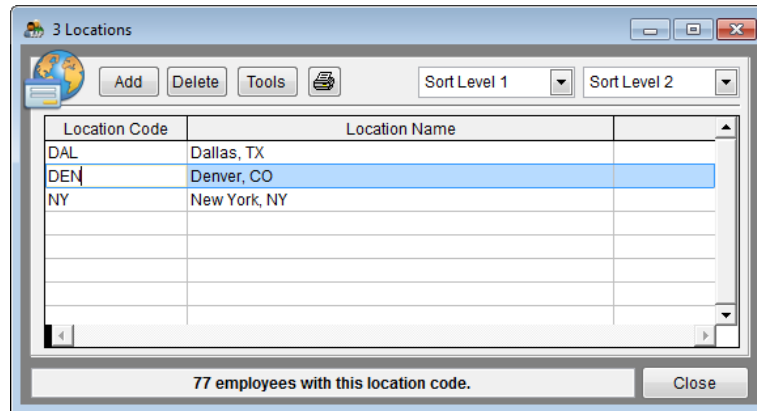 3 Locations
Add Delete Tools Sort Level 1 Sort Level 2
Location Code Location Name
DAL Dallas, TX
DEN Denver, CO
NY New York, NY
77 employees with this location code. Close